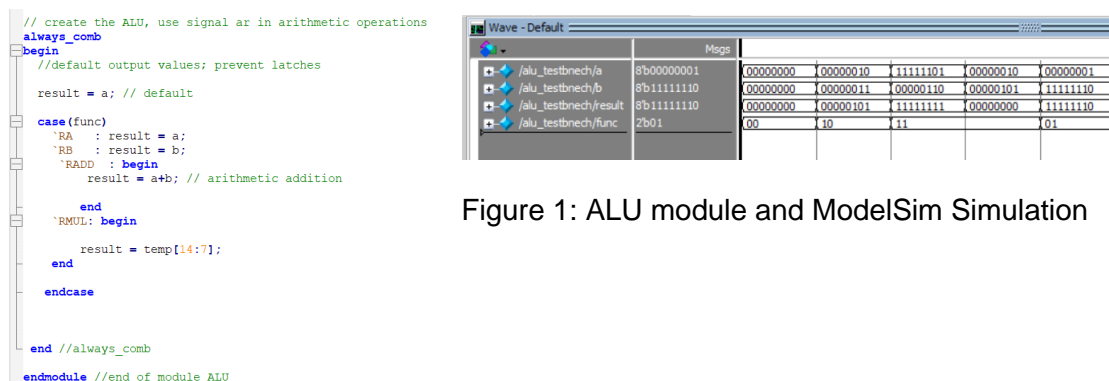 // create the ALU, use signal ar in arithmetic operations
always_comb
begin
//default output values; prevent latches
result = a; // default
case(func)
`RA : result = a;
`RB : result = b;
`RADD : begin
result = a+b; // arithmetic addition
end
`RMUL: begin
result = temp[14:7];
end
endcase
end //always_comb
endmodule //end of module ALU
Wave - Default
Msgs
/alu_testbnech/a 8'b00000001 00000000 00000010 11111101 00000010 00000001
/alu_testbnech/b 8'b11111110 00000000 00000011 00000110 00000101 11111110
/alu_testbnech/result 8'b11111110 00000000 00000101 11111111 00000000 11111110
/alu_testbnech/func 2'b01 00 10 11 01
Figure 1: ALU module and ModelSim Simulation